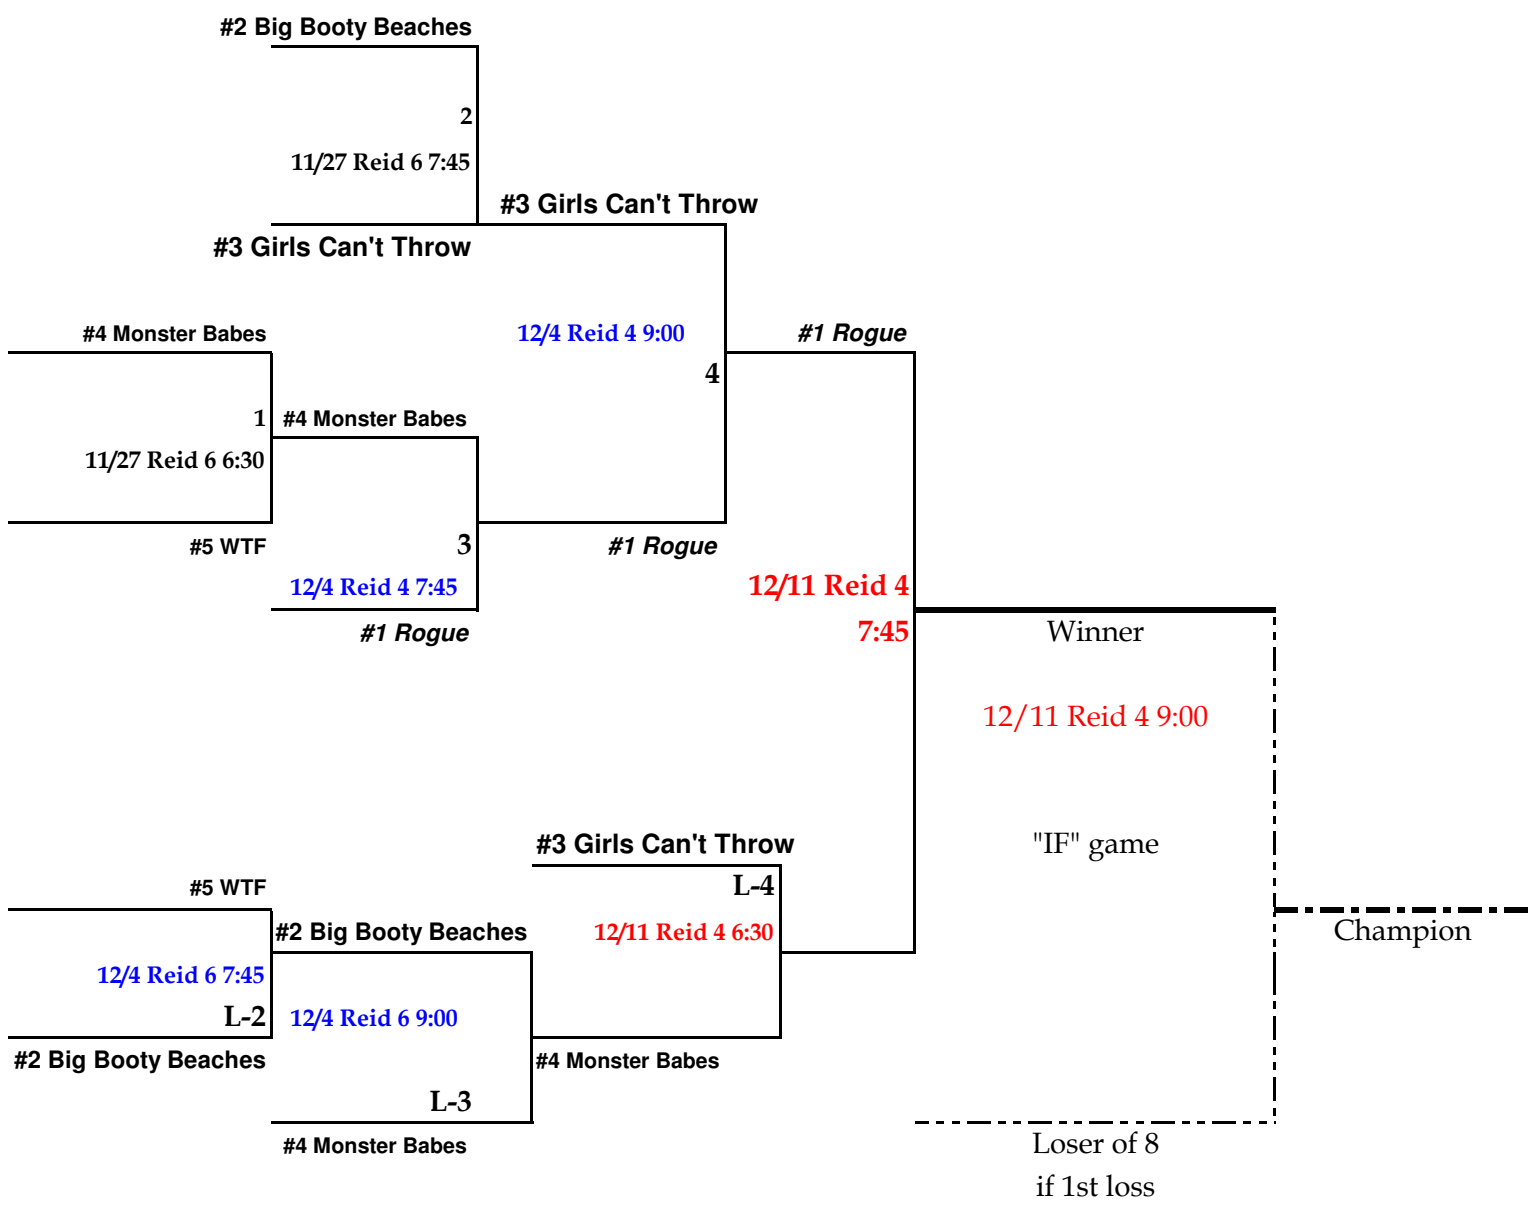 #2 Big Booty Beaches
2
11/27 Reid 6 7:45
#3 Girls Can't Throw
#3 Girls Can't Throw
#4 Monster Babes
12/4 Reid 4 9:00
#1 Rogue
4
1
#4 Monster Babes
11/27 Reid 6 6:30
#5 WTF
3
#1 Rogue
12/4 Reid 4 7:45
12/11 Reid 4
#1 Rogue
7:45
Winner
12/11 Reid 4 9:00
#3 Girls Can't Throw
"IF" game
#5 WTF
L-4
#2 Big Booty Beaches
12/11 Reid 4 6:30
Champion
12/4 Reid 6 7:45
L-2
12/4 Reid 6 9:00
#2 Big Booty Beaches
#4 Monster Babes
L-3
#4 Monster Babes
Loser of 8
if 1st loss